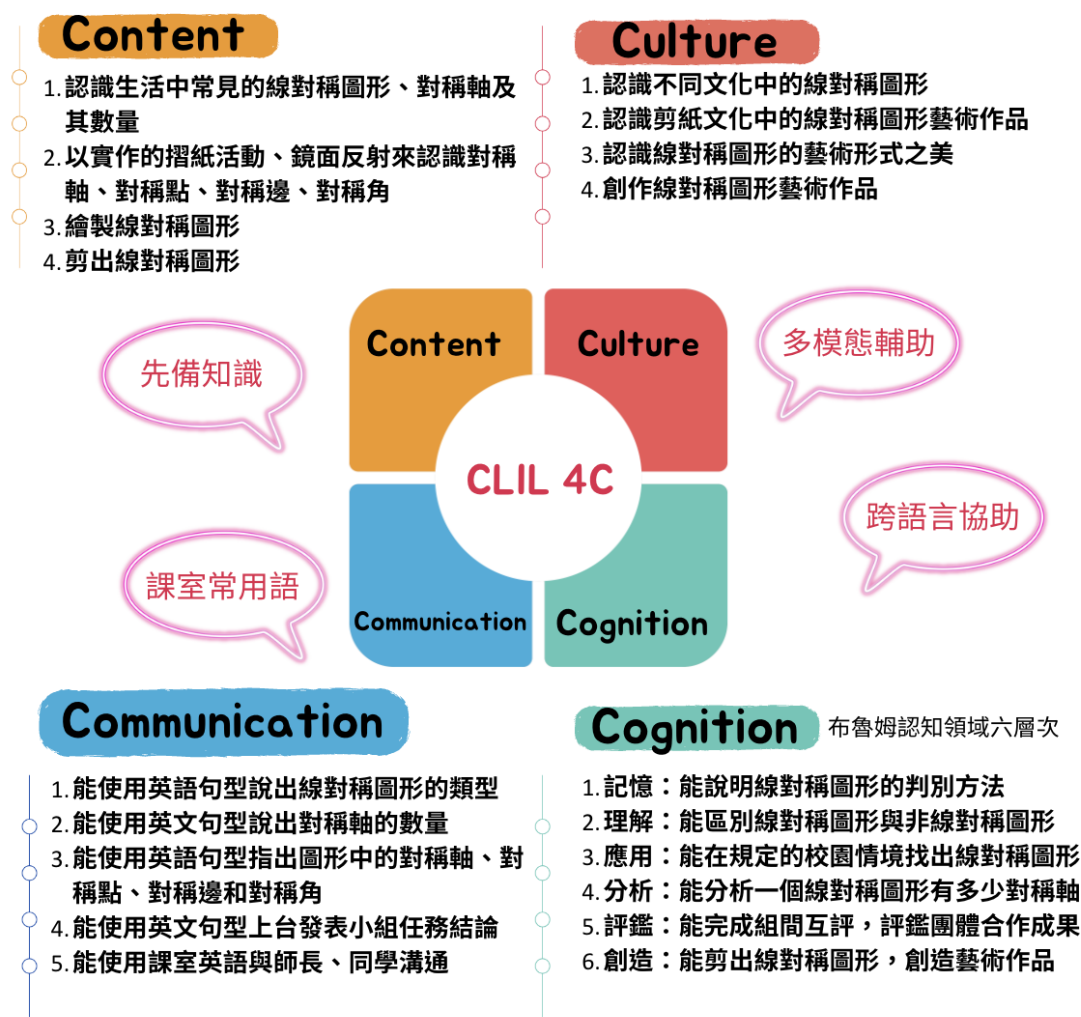 Content
1.認識生活中常見的線對稱圖形、對稱軸及
其數量
2.以實作的摺紙活動、鏡面反射來認識對稱
軸、對稱點、對稱邊、對稱角
3.繪製線對稱圖形
4.剪出線對稱圖形
Culture
1.認識不同文化中的線對稱圖形
2.認識剪紙文化中的線對稱圖形藝術作品
3.認識線對稱圖形的藝術形式之美
4.創作線對稱圖形藝術作品
先備知識
Content
Culture
多模態輔助
CLIL 4C
跨語言協助
課室常用語
Communication
Cognition
Communication
1.能使用英語句型說出線對稱圖形的類型
2.能使用英文句型說出對稱軸的數量
3.能使用英語句型指出圖形中的對稱軸、對
稱點、對稱邊和對稱角
4.能使用英文句型上台發表小組任務結論
5.能使用課室英語與師長、同學溝通
Cognition 布魯姆認知領域六層次
1.記憶：能說明線對稱圖形的判別方法
2.理解：能區別線對稱圖形與非線對稱圖形
3.應用：能在規定的校園情境找出線對稱圖形
4.分析：能分析一個線對稱圖形有多少對稱軸
5.評鑑：能完成組間互評，評鑑團體合作成果
6.創造：能剪出線對稱圖形，創造藝術作品